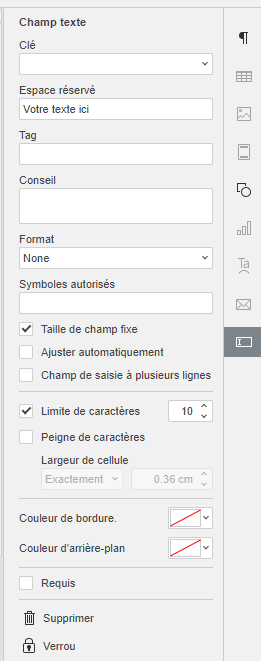 Champ texte
Clé
Espace réservé
Votre texte ici
Tag
Conseil
Format
None
Symboles autorisés
Taille de champ fixe
Ajuster automatiquement
Champ de saisie à plusieurs lignes
Limite de caractères 10
Peigne de caractères
Largeur de cellule
Exactement 0.36 cm
Couleur de bordure.
Couleur d'arrière-plan
Requis
Supprimer
Verrou
Ta